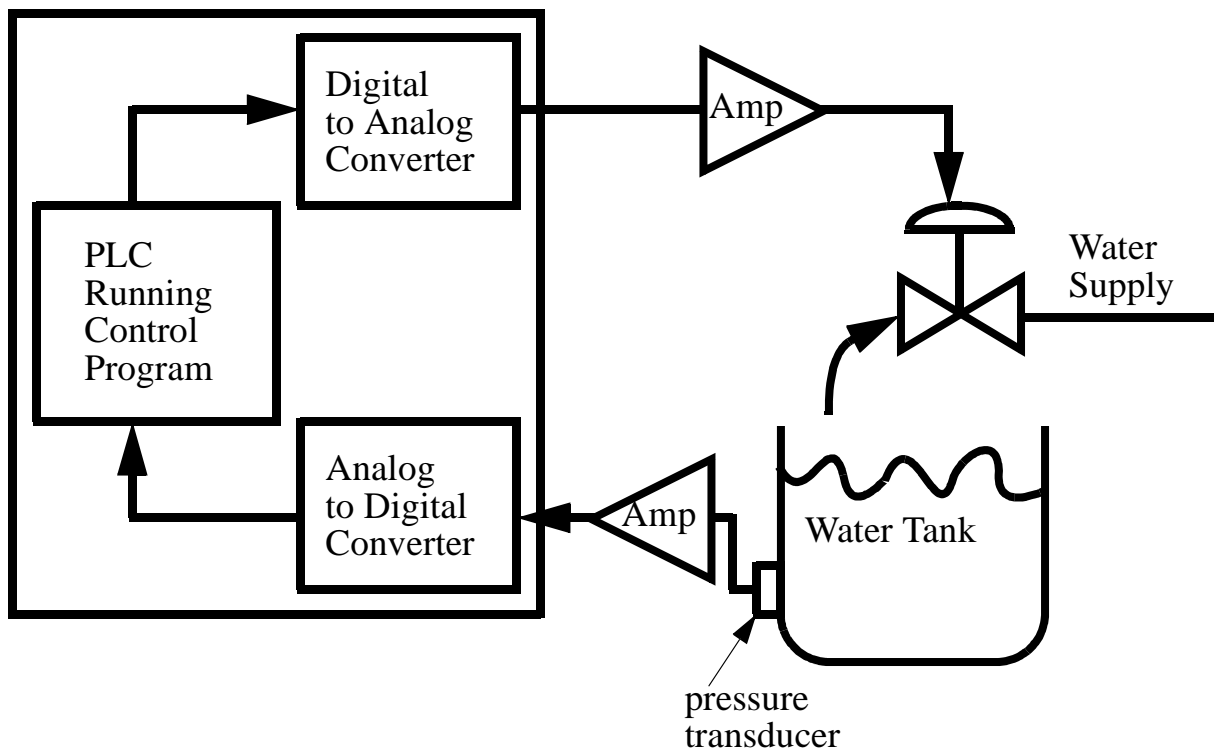 Digital
to Analog
Converter
Amp
PLC
Running
Control
Program
Water
Supply
Analog
to Digital
Converter
Amp
Water Tank
pressure
transducer